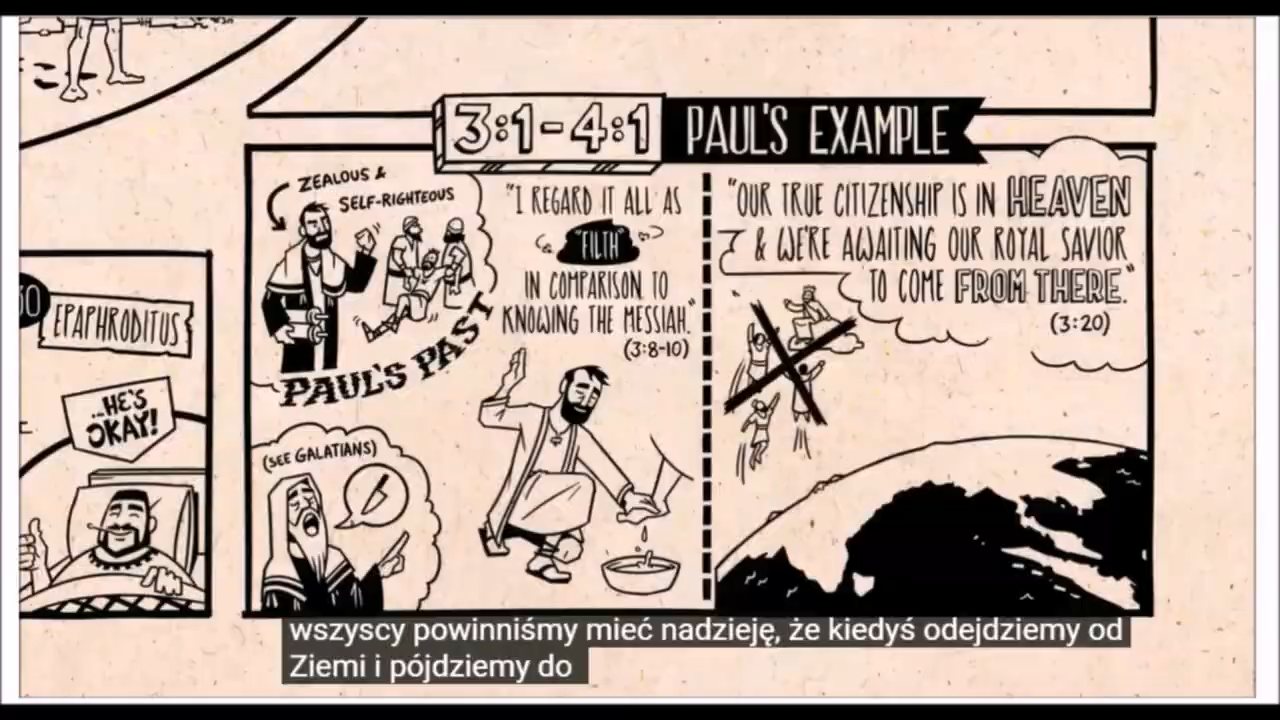 3:1-4:1 PAUL'S EXAMPLE
ZEALOUS &
SELF-RIGHTEOUS
PAUL'S PAST
"I REGARD IT ALL AS
"FILTH"
IN COMPARISON TO
KNOWING THE MESSIAH."
(3:8-10)
(SEE GALATIANS)
"OUR TRUE CITIZENSHIP IS IN HEAVEN
& WE'RE AWAITING OUR ROYAL SAVIOR
TO COME FROM THERE."
(3:20)
30
EPAPHRODITUS
...HE'S
OKAY!
wszyscy powinniśmy mieć nadzieję, że kiedyś odejdziemy od
Ziemi i pójdziemy do